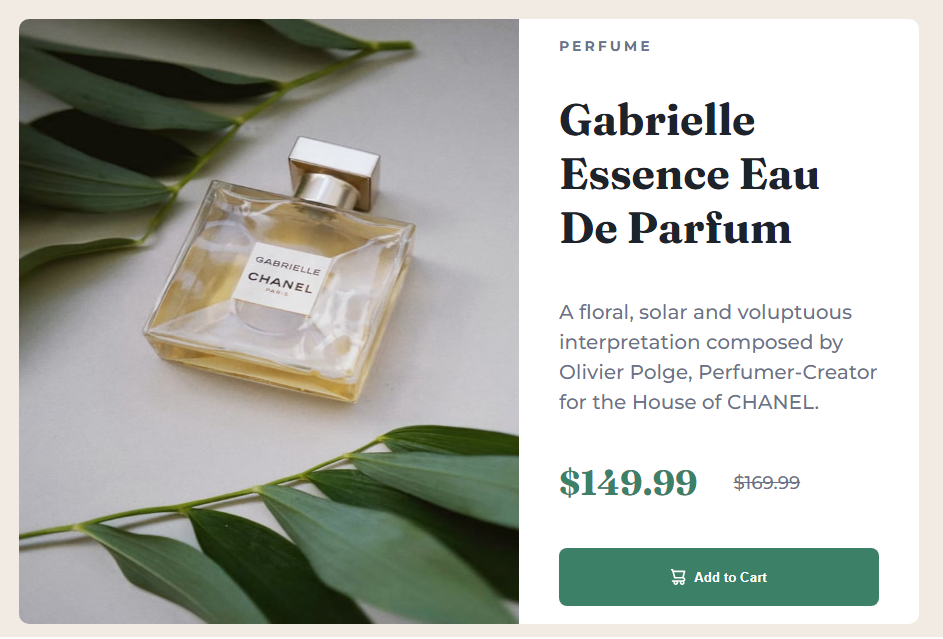 PERFUME
Gabrielle
Essence Eau
De Parfum
A floral, solar and voluptuous
interpretation composed by
Olivier Polge, Perfumer-Creator
for the House of CHANEL.
$149.99 $169.99
Add to Cart
GABRIELLE
CHANEL
PARIS